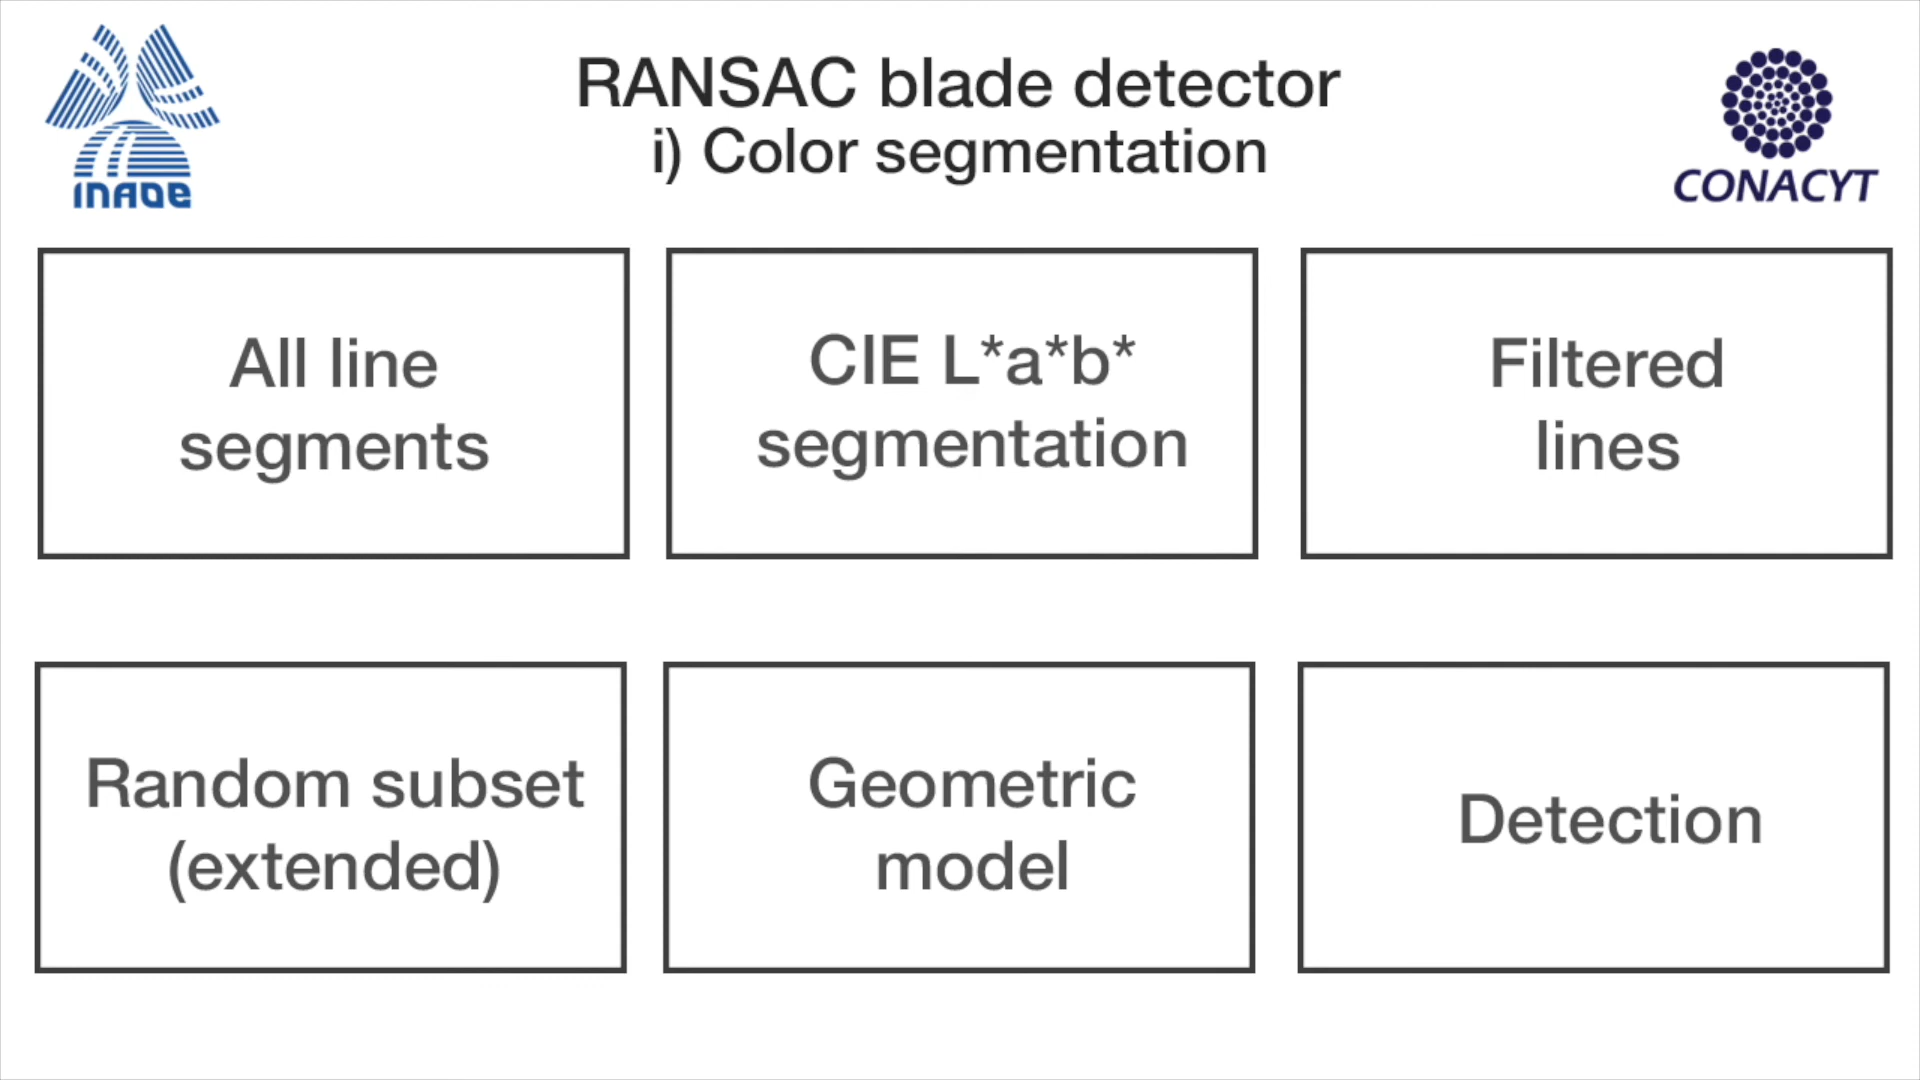 RANSAC blade detector
i) Color segmentation
INAOE
CONACYT
All line
segments
CIE L*a*b*
segmentation
Filtered
lines
Random subset
(extended)
Geometric
model
Detection